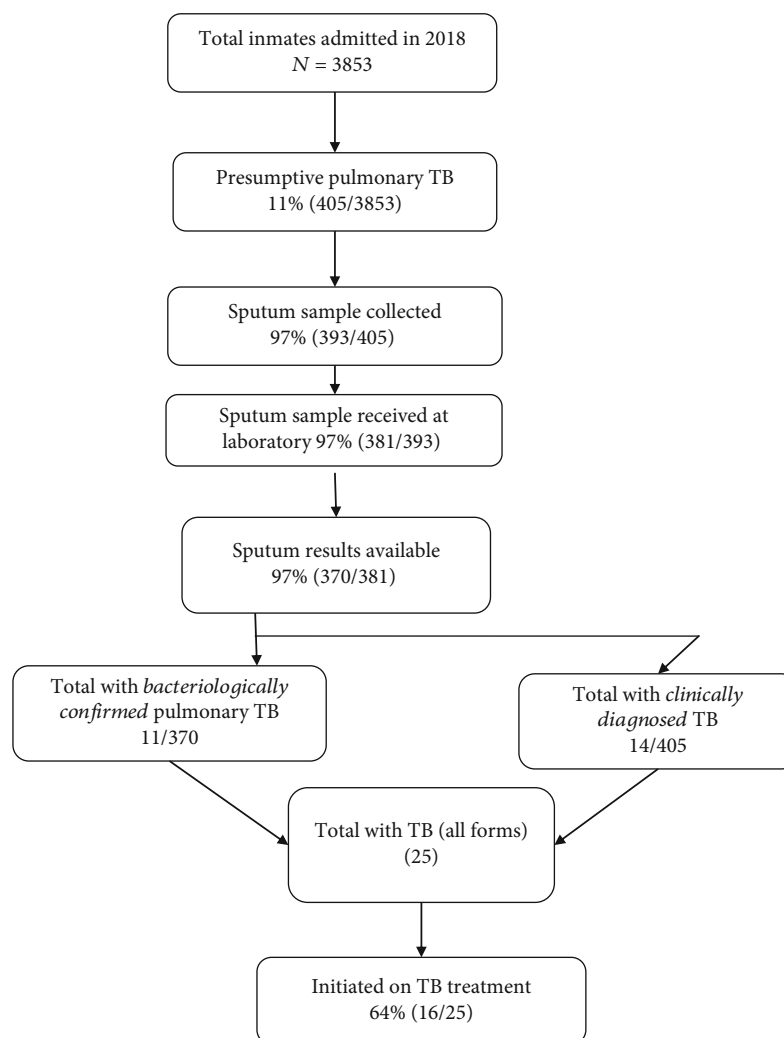 Total inmates admitted in 2018
N = 3853
Presumptive pulmonary TB
11% (405/3853)
Sputum sample collected
97% (393/405)
Sputum sample received at
laboratory 97% (381/393)
Sputum results available
97% (370/381)
Total with bacteriologically
confirmed pulmonary TB
11/370
Total with clinically
diagnosed TB
14/405
Total with TB (all forms)
(25)
Initiated on TB treatment
64% (16/25)